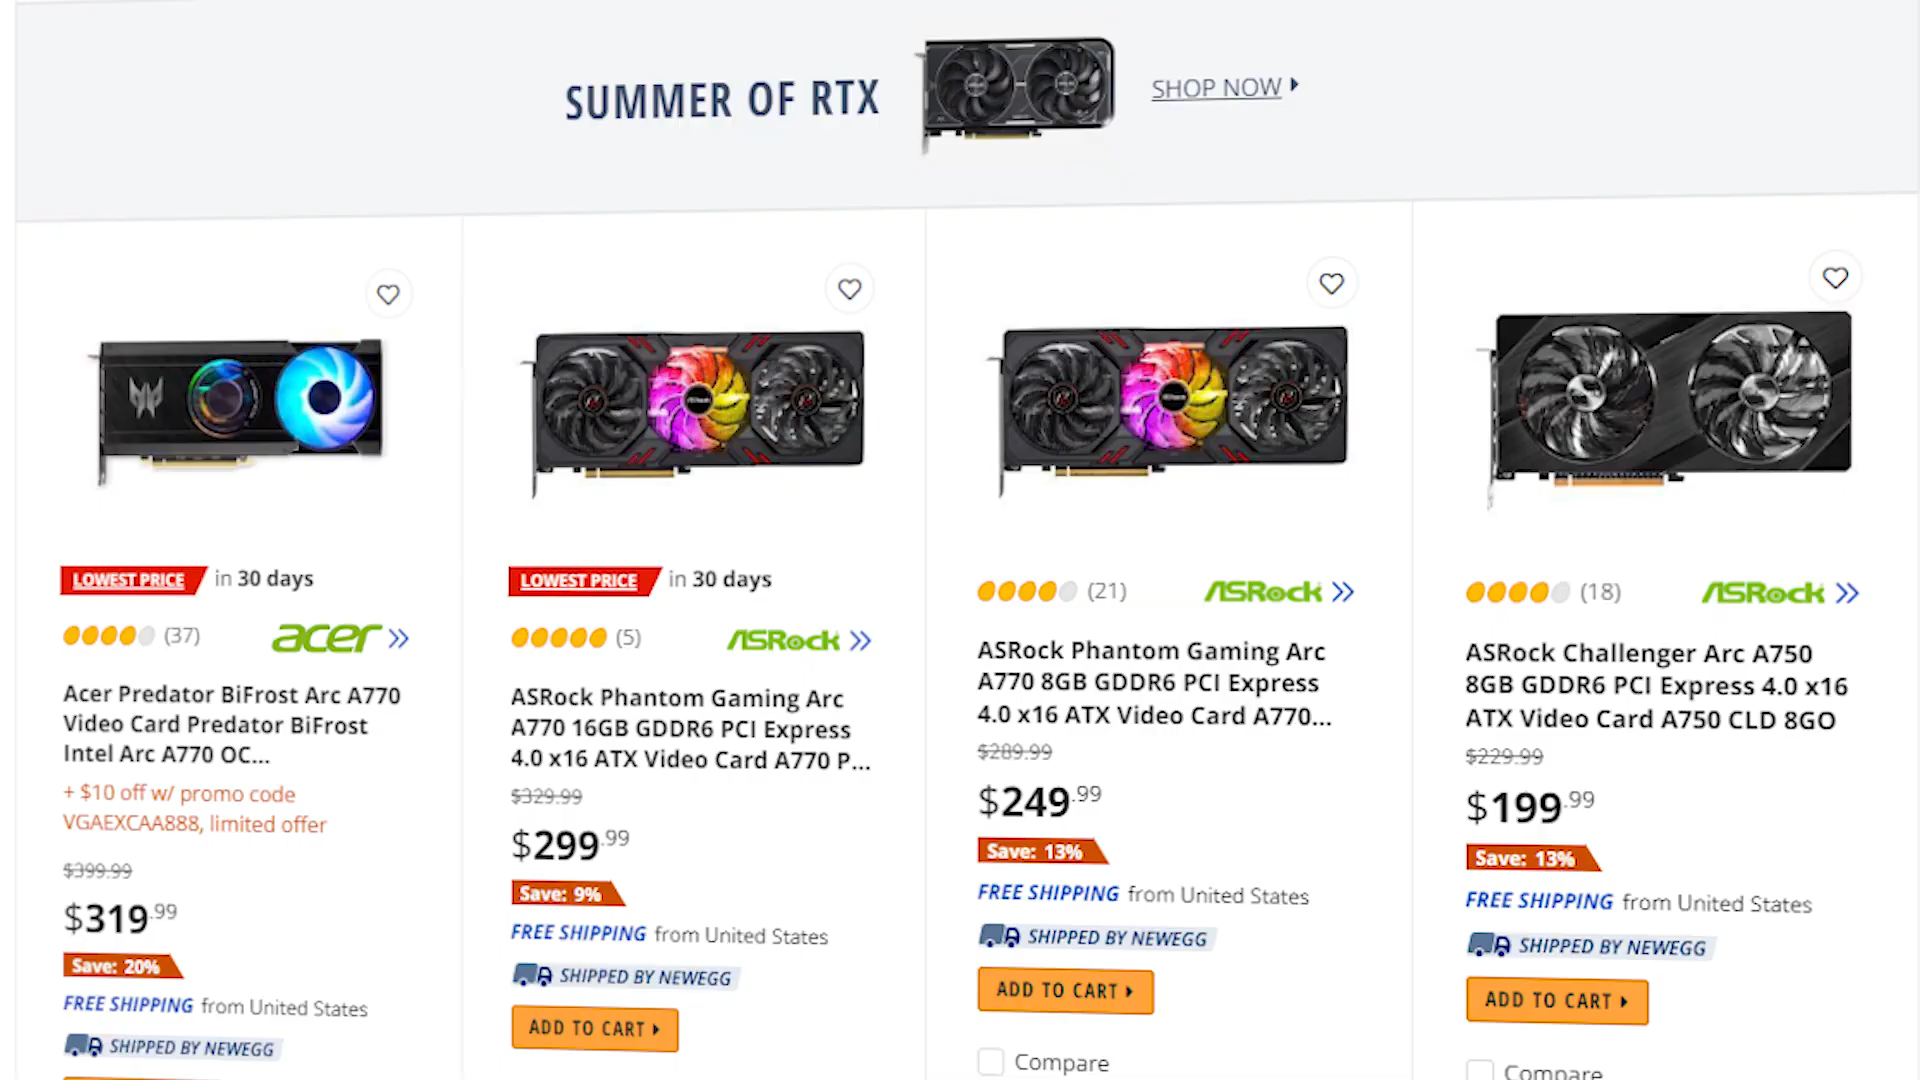 SUMMER OF RTX
SHOP NOW
LOWEST PRICE in 30 days
(37)
acer
Acer Predator BiFrost Arc A770
Video Card Predator BiFrost
Intel Arc A770 OC...
+ $10 off w/ promo code
VGAEXCAA888, limited offer
$399.99
$319.99
Save: 20%
FREE SHIPPING from United States
SHIPPED BY NEWEGG
LOWEST PRICE in 30 days
(5)
ASRock
ASRock Phantom Gaming Arc
A770 16GB GDDR6 PCI Express
4.0 x16 ATX Video Card A770 P...
$329.99
$299.99
Save: 9%
FREE SHIPPING from United States
SHIPPED BY NEWEGG
ADD TO CART
(21)
ASRock
ASRock Phantom Gaming Arc
A770 8GB GDDR6 PCI Express
4.0 x16 ATX Video Card A770...
$289.99
$249.99
Save: 13%
FREE SHIPPING from United States
SHIPPED BY NEWEGG
ADD TO CART
Compare
(18)
ASRock
ASRock Challenger Arc A750
8GB GDDR6 PCI Express 4.0 x16
ATX Video Card A750 CLD 8GO
$229.99
$199.99
Save: 13%
FREE SHIPPING from United States
SHIPPED BY NEWEGG
ADD TO CART
Compare